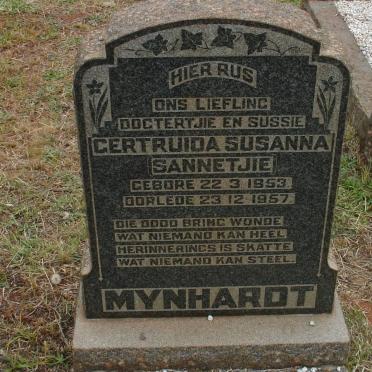 HIER RUS
ONS LIEFLING
DOGTERTJIE EN SUSSIE
GERTRUIDA SUSANNA
SANNETJIE
GEBORE 22·3·1953.
OORLEDE 23·12·1957.
DIE DOOD BRING WONDE
WAT NIEMAND KAN HEEL
HERINNERINGS IS SKATTE
WAT NIEMAND KAN STEEL.
MYNHARDT